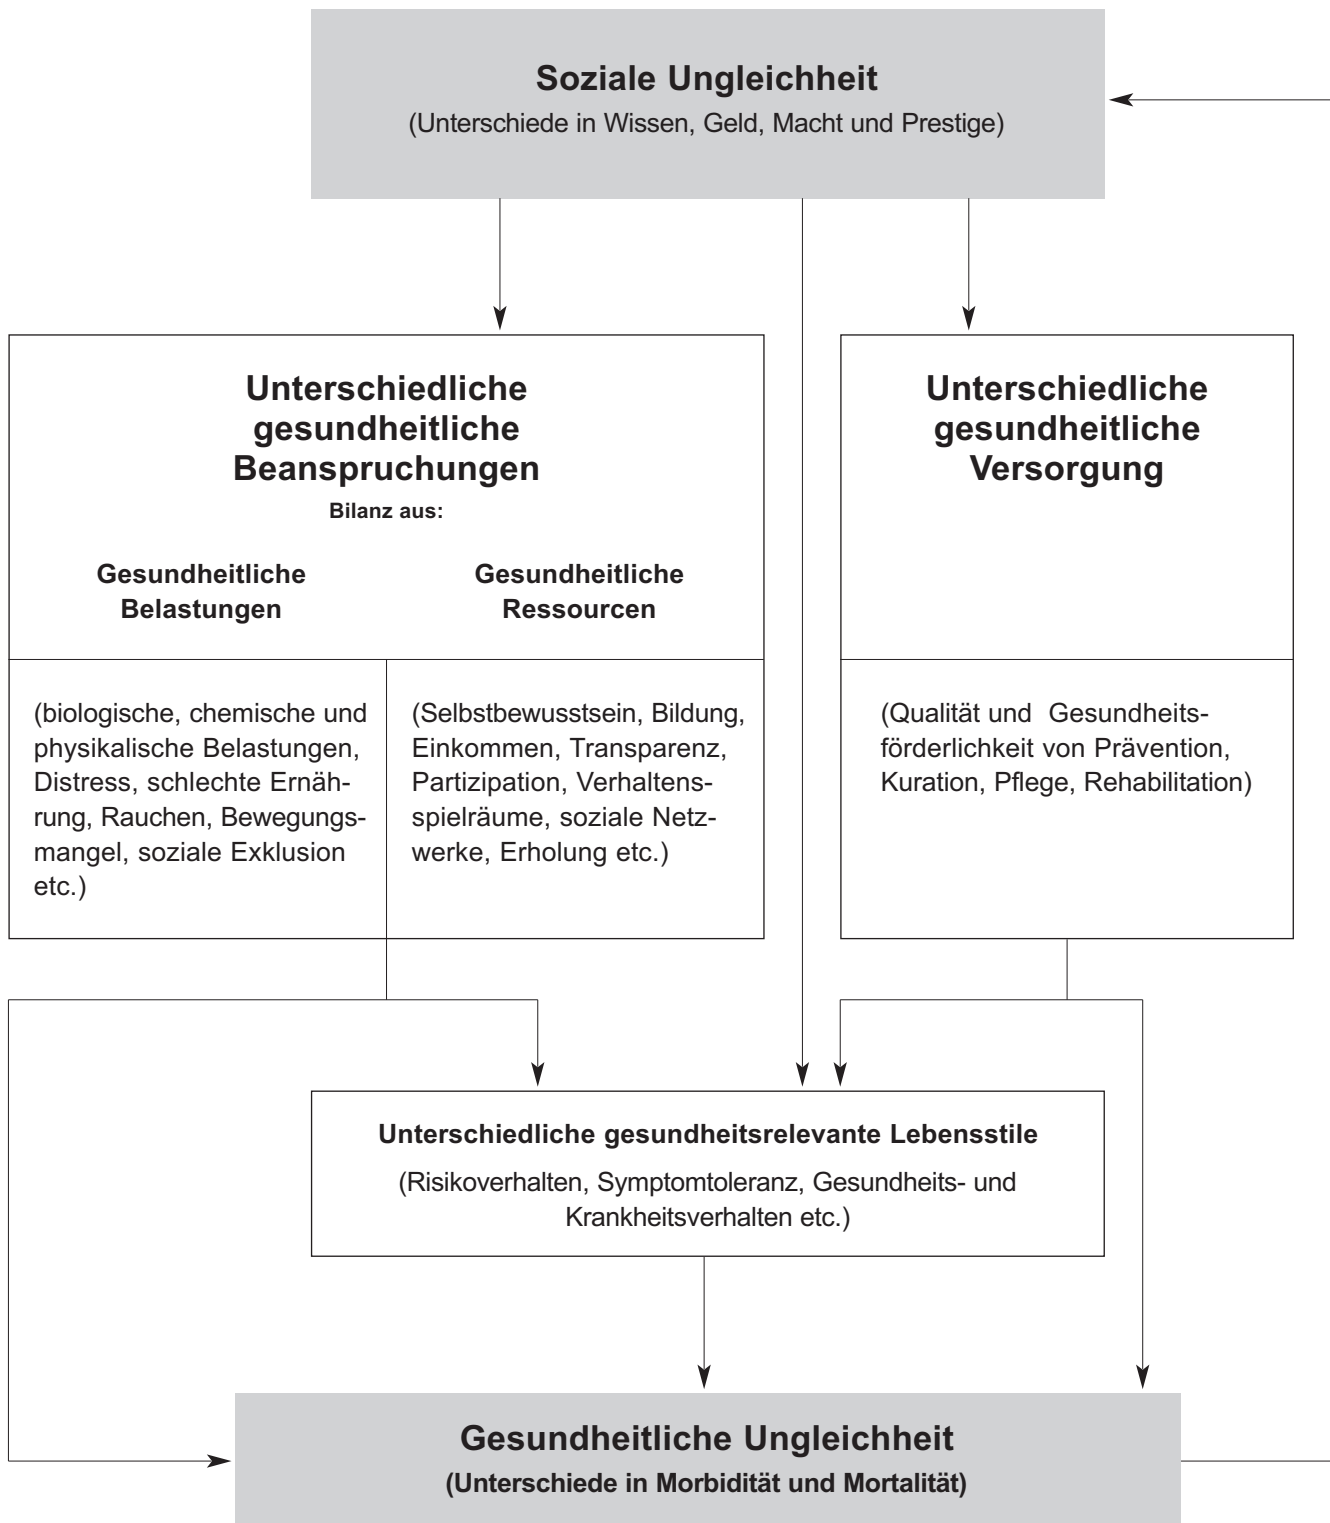 Soziale Ungleichheit
(Unterschiede in Wissen, Geld, Macht und Prestige)
Unterschiedliche
gesundheitliche
Beanspruchungen
Bilanz aus:
Gesundheitliche
Belastungen
Gesundheitliche
Ressourcen
(biologische, chemische und
physikalische Belastungen,
Distress, schlechte Ernäh-
rung, Rauchen, Bewegungs-
mangel, soziale Exklusion
etc.)
(Selbstbewusstsein, Bildung,
Einkommen, Transparenz,
Partizipation, Verhaltens-
spielräume, soziale Netz-
werke, Erholung etc.)
Unterschiedliche
gesundheitliche
Versorgung
(Qualität und Gesundheits-
förderlichkeit von Prävention,
Kuration, Pflege, Rehabilitation)
Unterschiedliche gesundheitsrelevante Lebensstile
(Risikoverhalten, Symptomtoleranz, Gesundheits- und
Krankheitsverhalten etc.)
Gesundheitliche Ungleichheit
(Unterschiede in Morbidität und Mortalität)